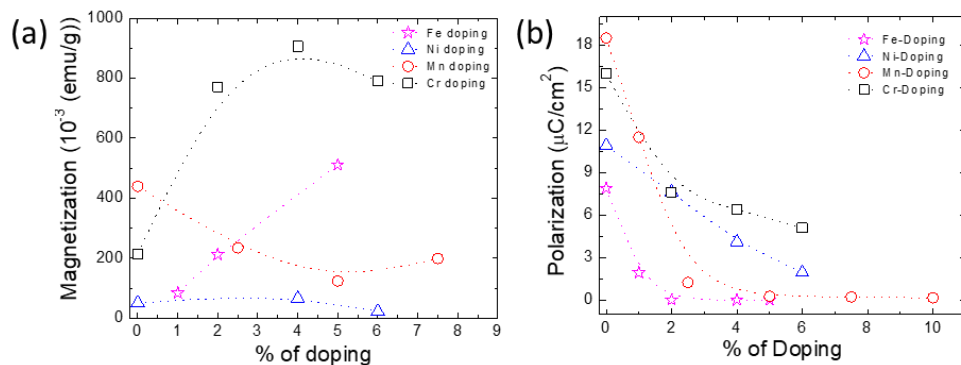 (a)
Magnetization (10⁻³ (emu/g))
1000
800
600
400
200
0
Fe doping
Ni doping
Mn doping
Cr doping
0 1 2 3 4 5 6 7 8 9
% of doping
(b)
Polarization (μC/cm²)
18
15
12
9
6
3
0
Fe-Doping
Ni-Doping
Mn-Doping
Cr-Doping
0 2 4 6 8 10
% of Doping